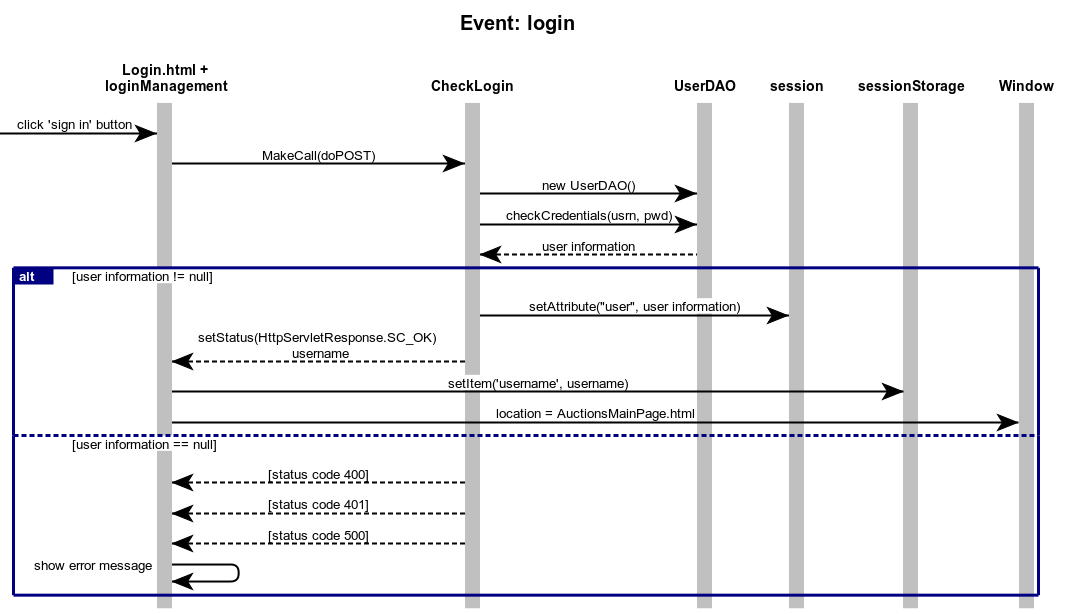 Event: login
Login.html +
loginManagement
CheckLogin
UserDAO
session
sessionStorage
Window
click 'sign in' button
MakeCall(doPOST)
new UserDAO()
checkCredentials(usrn, pwd)
user information
alt
[user information != null]
setAttribute("user", user information)
setStatus(HttpServletResponse.SC_OK)
username
setItem('username', username)
location = AuctionsMainPage.html
[user information == null]
[status code 400]
[status code 401]
[status code 500]
show error message